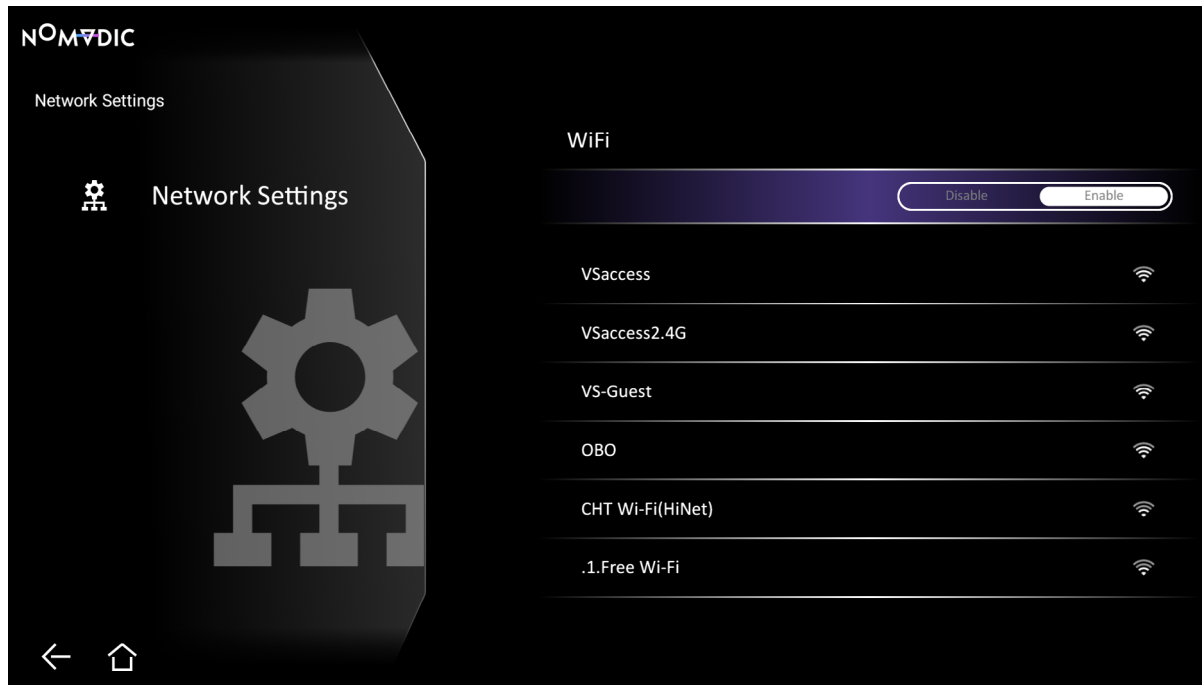 NOMADIC
Network Settings
Network Settings
WiFi
Disable
Enable
VSaccess
VSaccess2.4G
VS-Guest
OBO
CHT Wi-Fi(HiNet)
.1.Free Wi-Fi